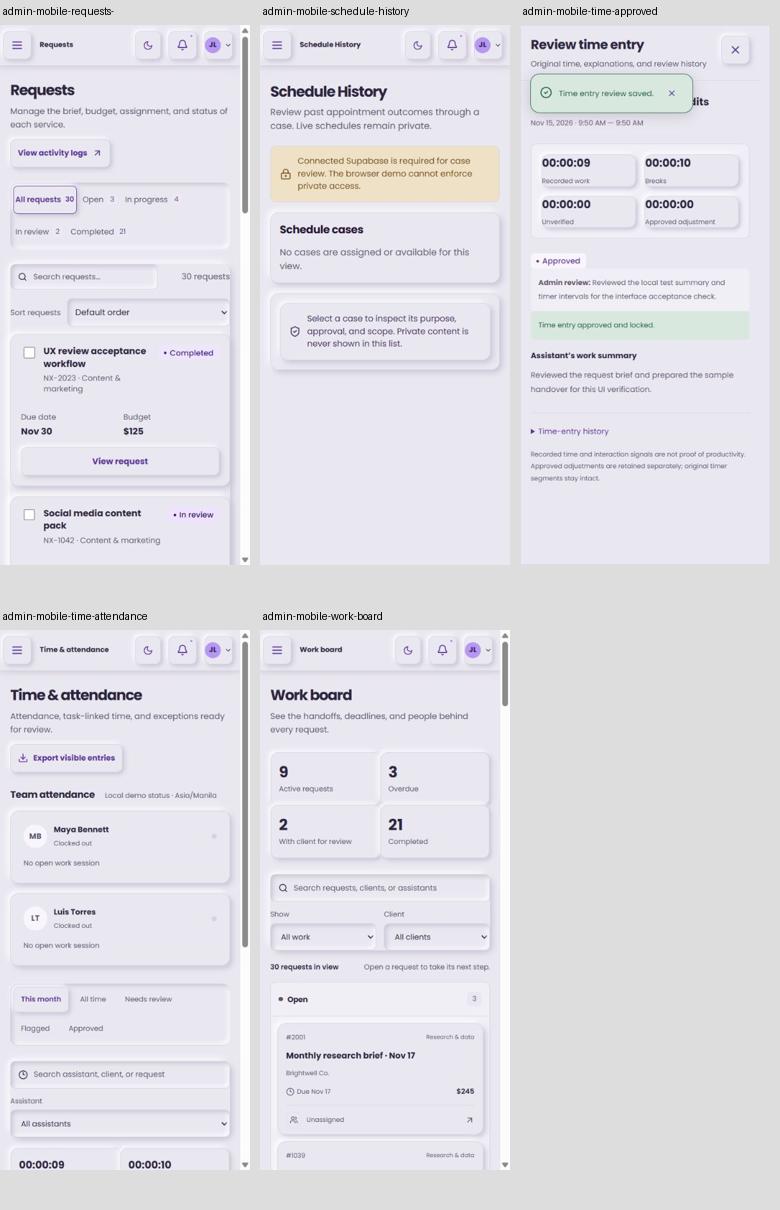 admin-mobile-requests-
Requests
JL
Requests
Manage the brief, budget, assignment, and status of
each service.
View activity logs
All requests 30 Open 3 In progress 4
In review 2 Completed 21
Search requests... 30 requests
Sort requests Default order
UX review acceptance
workflow
• Completed
NX-2023 · Content &
marketing
Due date Budget
Nov 30 $125
View request
Social media content
pack
• In review
NX-1042 · Content & marketing
admin-mobile-schedule-history
Schedule History
JL
Schedule History
Review past appointment outcomes through a
case. Live schedules remain private.
Connected Supabase is required for case
review. The browser demo cannot enforce
private access.
Schedule cases
No cases are assigned or available for this
view.
Select a case to inspect its purpose,
approval, and scope. Private content is
never shown in this list.
admin-mobile-time-approved
Review time entry
Original time, explanations, and review history
Time entry review saved.
dits
Nov 15, 2026 · 9:50 AM — 9:50 AM
00:00:09 00:00:10
Recorded work Breaks
00:00:00 00:00:00
Unverified Approved adjustment
• Approved
Admin review: Reviewed the local test summary and
timer intervals for the interface acceptance check.
Time entry approved and locked.
Assistant's work summary
Reviewed the request brief and prepared the sample
handover for this UI verification.
Time-entry history
Recorded time and interaction signals are not proof of productivity.
Approved adjustments are retained separately; original timer
segments stay intact.
admin-mobile-time-attendance
Time & attendance
JL
Time & attendance
Attendance, task-linked time, and exceptions ready
for review.
Export visible entries
Team attendance Local demo status · Asia/Manila
MB Maya Bennett
Clocked out
No open work session
LT Luis Torres
Clocked out
No open work session
This month All time Needs review
Flagged Approved
Search assistant, client, or request
Assistant
All assistants
00:00:09 00:00:10
admin-mobile-work-board
Work board
JL
Work board
See the handoffs, deadlines, and people behind
every request.
9 3
Active requests Overdue
2 21
With client for review Completed
Search requests, clients, or assistants
Show Client
All work All clients
30 requests in view Open a request to take its next step.
Open 3
#2001 Research & data
Monthly research brief · Nov 17
Brightwell Co.
Due Nov 17 $245
Unassigned
#1039 Research & data